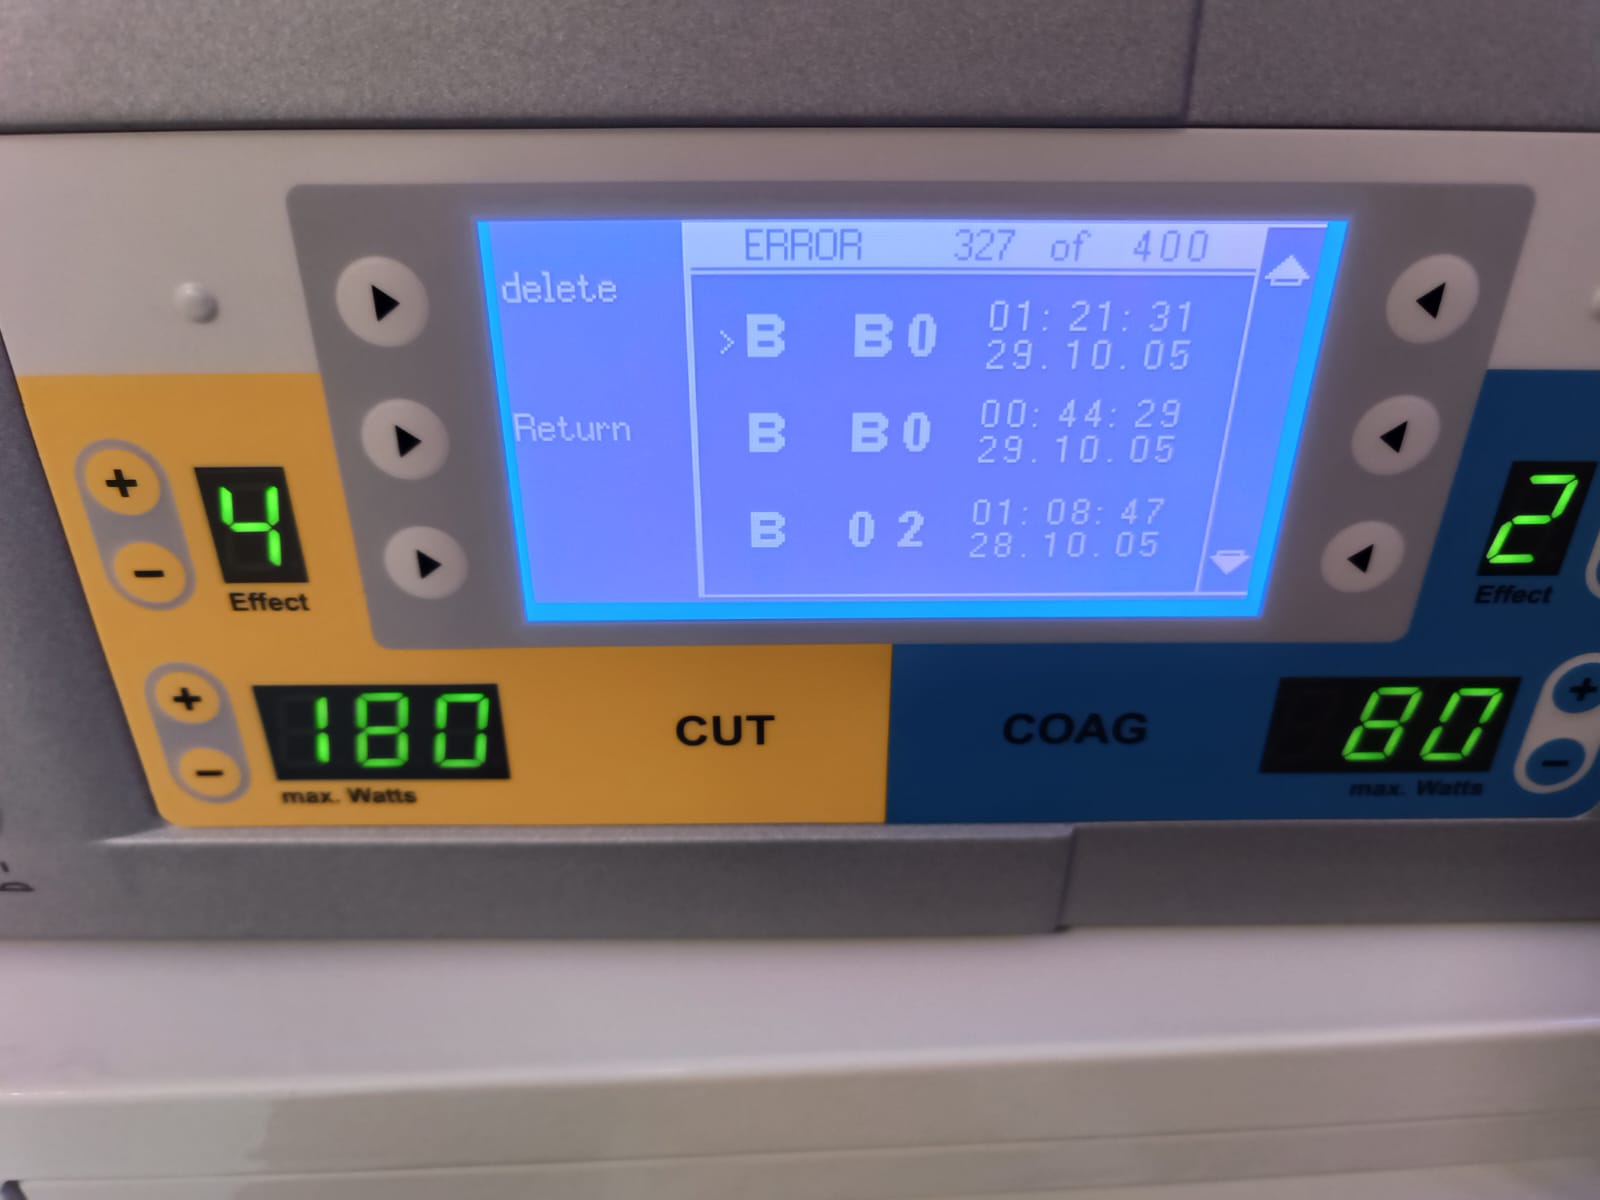 ERROR 327 of 400
delete
>B B0 01:21:31
29.10.05
Return
B B0 00:44:29
29.10.05
B 02 01:08:47
28.10.05
+
4
-
Effect
2
Effect
+
180
-
max. Watts
CUT
COAG
80
+
-
max. Watts